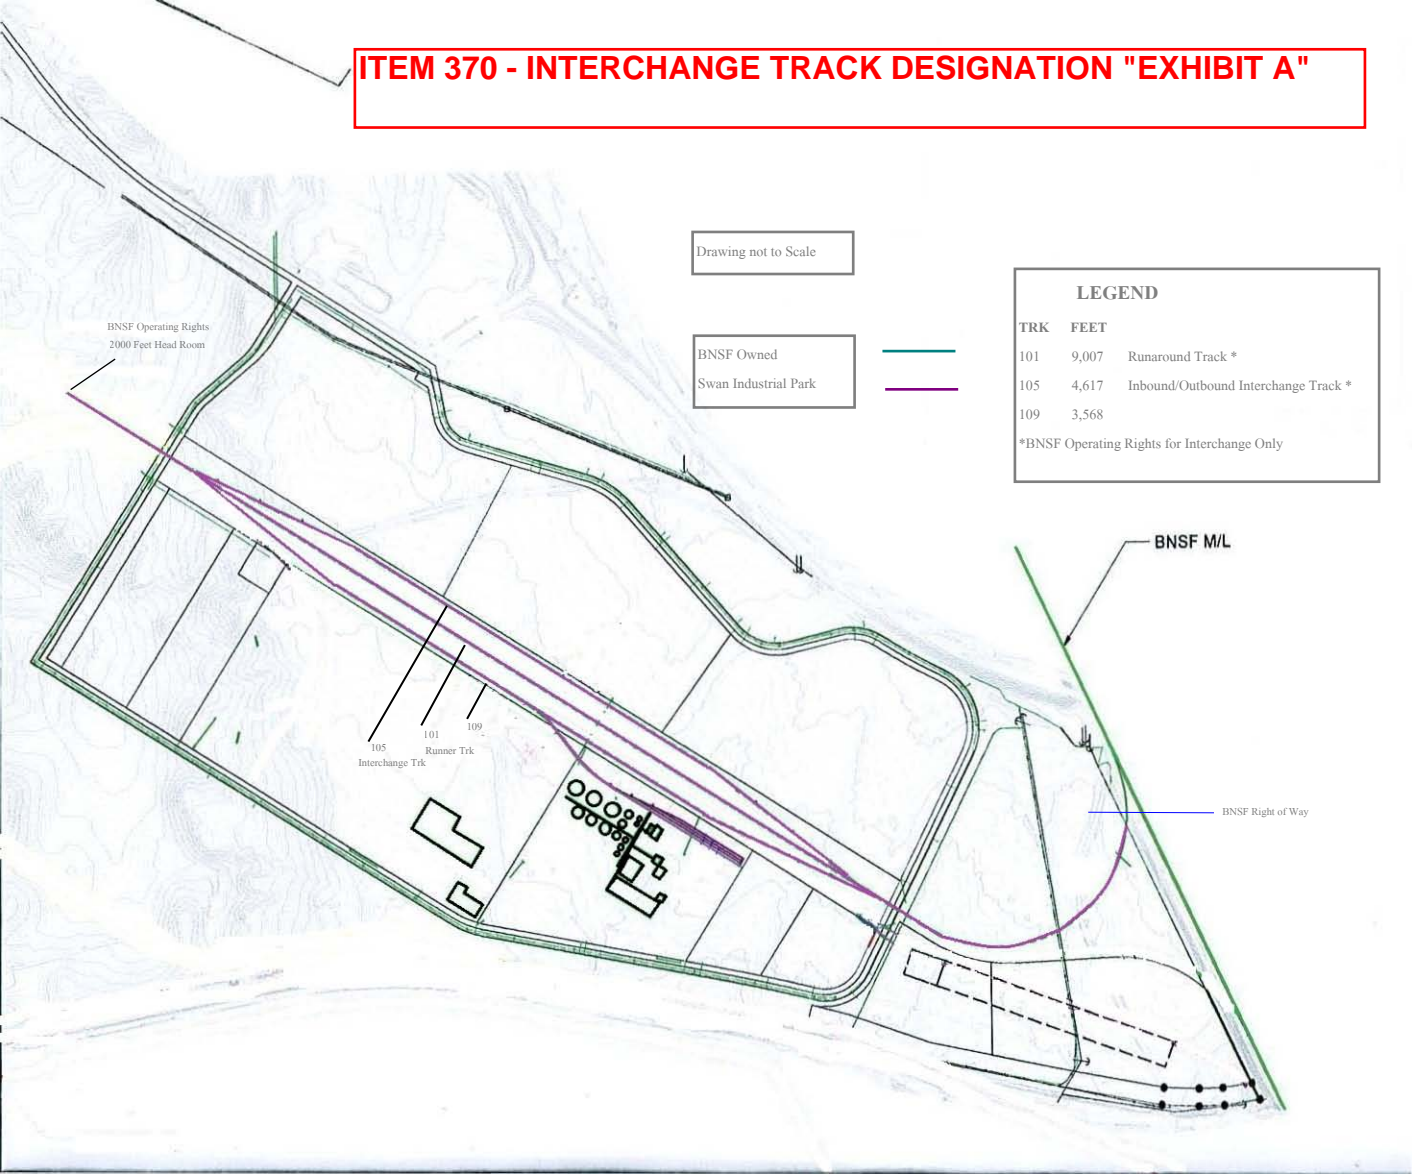 ITEM 370 - INTERCHANGE TRACK DESIGNATION "EXHIBIT A"
Drawing not to Scale
BNSF Owned
Swan Industrial Park
LEGEND
TRK FEET
101 9,007 Runaround Track *
105 4,617 Inbound/Outbound Interchange Track *
109 3,568
*BNSF Operating Rights for Interchange Only
BNSF Operating Rights
2000 Feet Head Room
BNSF M/L
105
Interchange Trk
101
Runner Trk
109
BNSF Right of Way